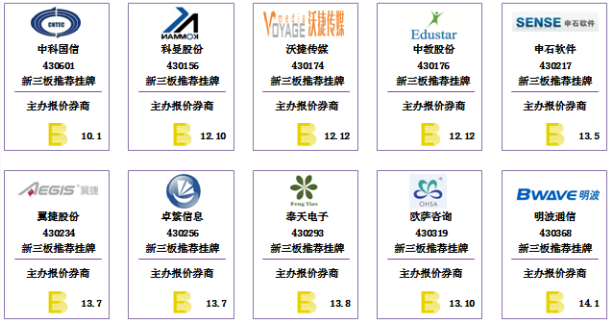 CNTEC
KOMMAN
Voyage media 沃捷传媒
Edustar
SENSE 申石软件
中科国信
科曼股份
沃捷传媒
中教股份
申石软件
430601
430156
430174
430176
430217
新三板推荐挂牌
新三板推荐挂牌
新三板推荐挂牌
新三板推荐挂牌
新三板推荐挂牌
主办报价券商
主办报价券商
主办报价券商
主办报价券商
主办报价券商
10.1
12.10
12.12
12.12
13.5
AEGIS 翼捷
Feng Tian
OHSA
BWAVE 明波
翼捷股份
卓繁信息
奉天电子
欧萨咨询
明波通信
430234
430256
430293
430319
430368
新三板推荐挂牌
新三板推荐挂牌
新三板推荐挂牌
新三板推荐挂牌
新三板推荐挂牌
主办报价券商
主办报价券商
主办报价券商
主办报价券商
主办报价券商
13.7
13.7
13.8
13.10
14.1